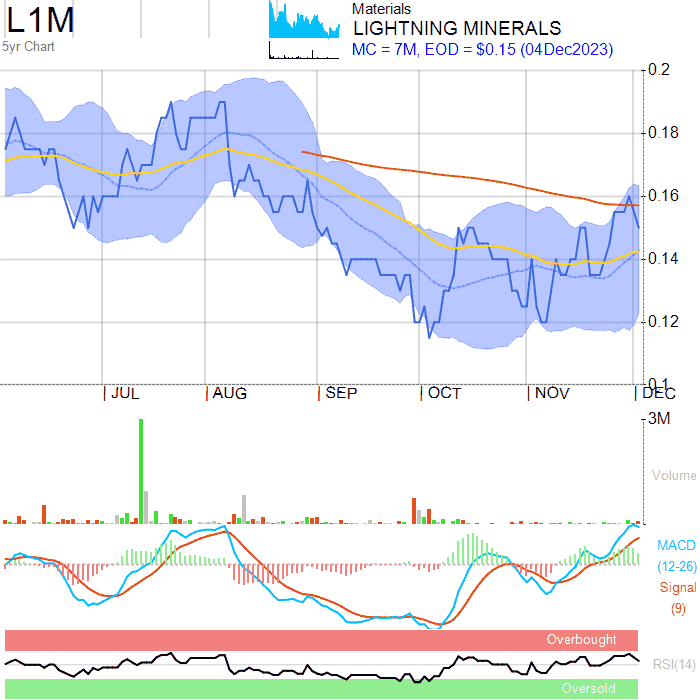 L1M
5yr Chart
Materials
LIGHTNING MINERALS
MC = 7M, EOD = $0.15 (04Dec2023)
0.2
0.18
0.16
0.14
0.12
0.1
JUL
AUG
SEP
OCT
NOV
DEC
3M
Volume
MACD
(12-26)
Signal
(9)
Overbought
RSI(14)
Oversold